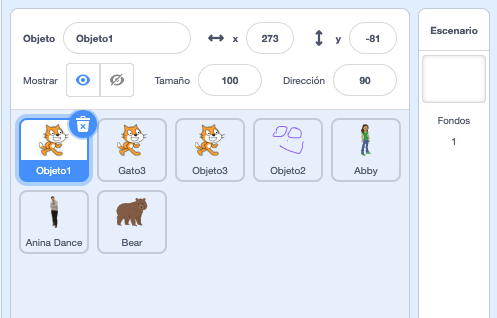 Objeto Objeto1 x 273 y -81
Mostrar Tamaño 100 Dirección 90
Objeto1 Gato3 Objeto3 Objeto2 Abby
Anina Dance Bear
Escenario
Fondos
1